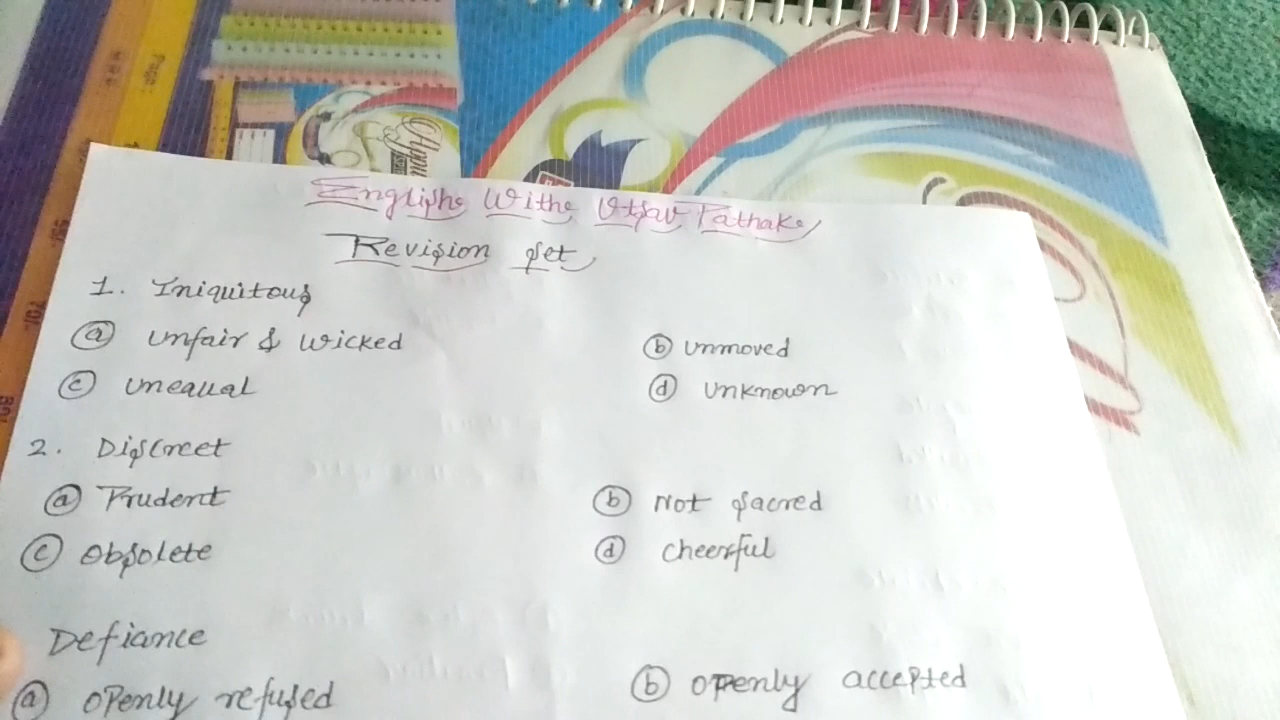 English With Utsav Pathak
Revision set
1. Iniquitous
(a) unfair & wicked (b) unmoved
(c) unequal (d) unknown
2. Discreet
(a) Prudent (b) Not sacred
(c) obsolete (d) cheerful
Defiance
(a) openly refused (b) openly accepted